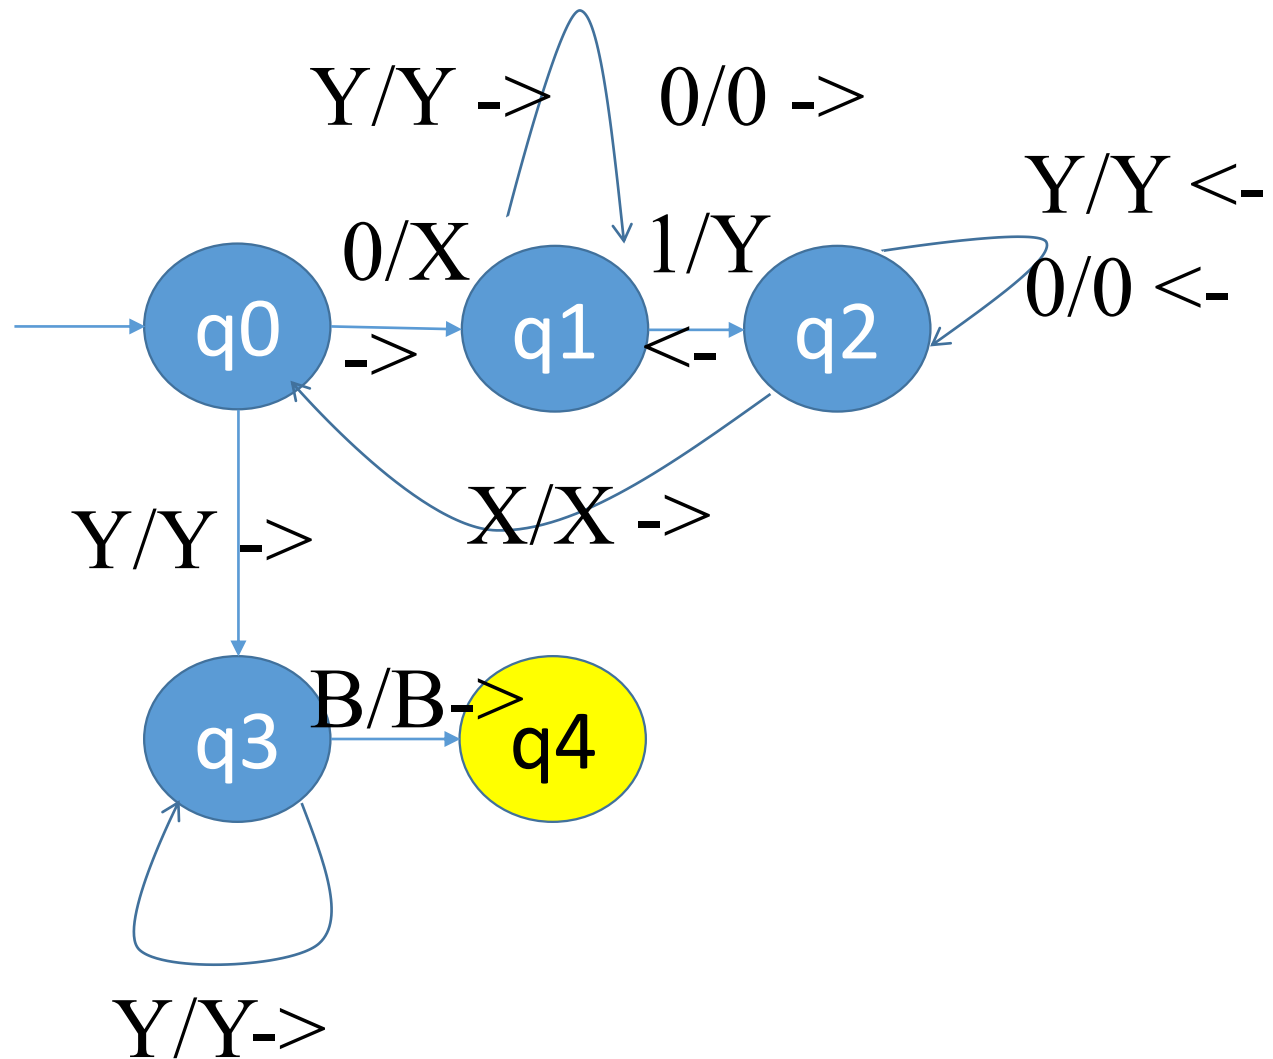 Y/Y -> 0/0 ->
Y/Y <-
0/X
1/Y
0/0 <-
q0
->
q1
<-
q2
X/X ->
Y/Y ->
B/B->
q3
q4
Y/Y->